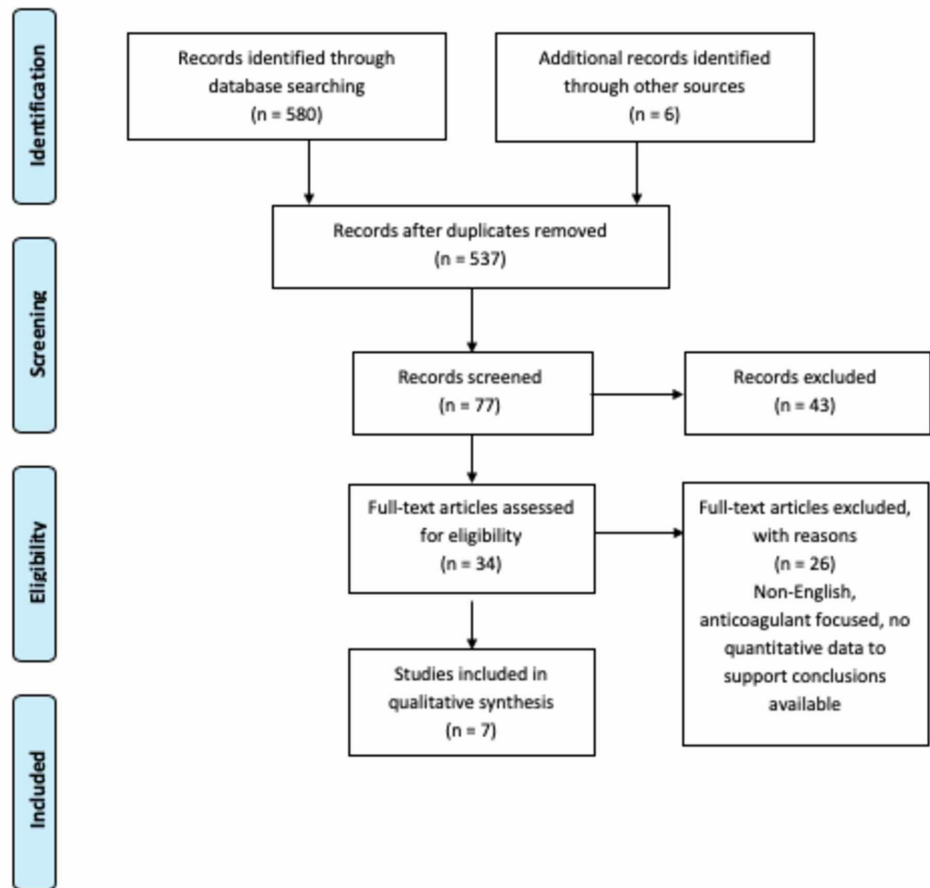 Identification
Records identified through
database searching
(n = 580)
Additional records identified
through other sources
(n = 6)
Records after duplicates removed
(n = 537)
Screening
Records screened
(n = 77)
Records excluded
(n = 43)
Eligibility
Full-text articles assessed
for eligibility
(n = 34)
Full-text articles excluded,
with reasons
(n = 26)
Non-English,
anticoagulant focused, no
quantitative data to
support conclusions
available
Included
Studies included in
qualitative synthesis
(n = 7)